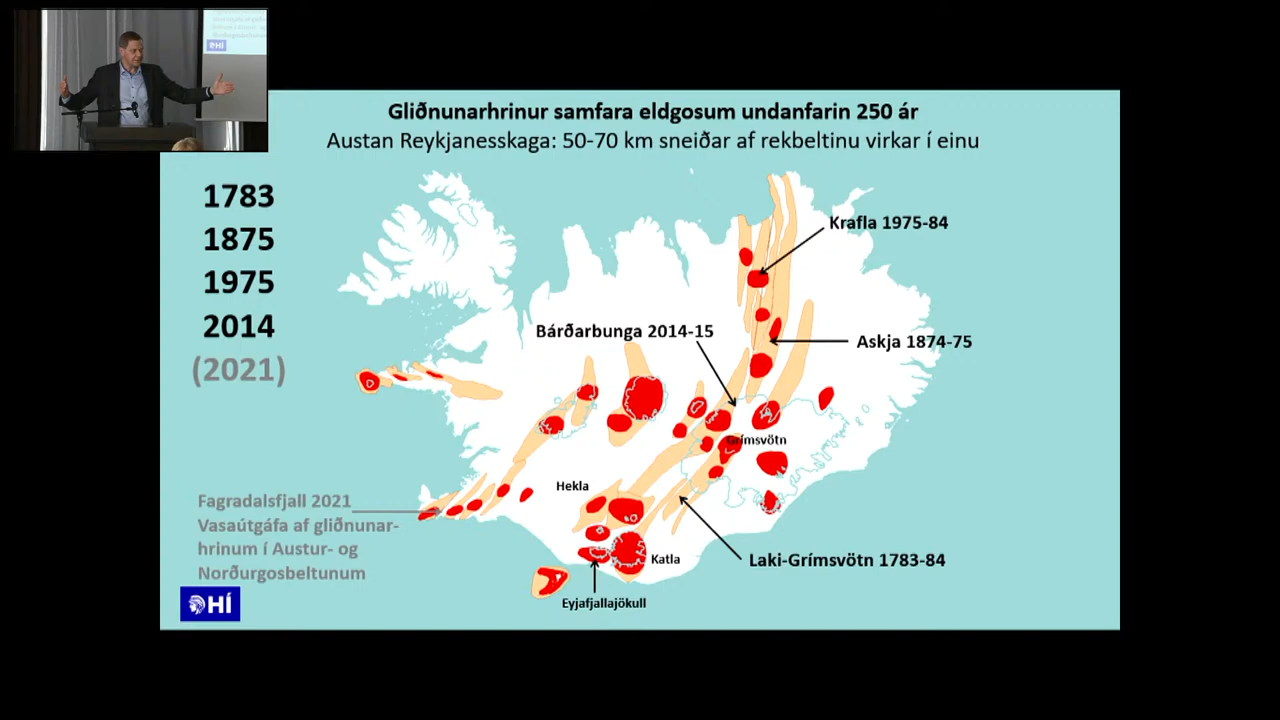 Gliðnunarhrinur samfara eldgosum undanfarin 250 ár
Austan Reykjanesskaga: 50-70 km sneiðar af rekbeltinu virkar í einu
1783
1875
1975
2014
(2021)
Krafla 1975-84
Bárðarbunga 2014-15
Askja 1874-75
Grímsvötn
Hekla
Fagradalsfjall 2021
Vasaútgáfa af gliðnunar-
hrinum í Austur- og
Norðurgosbeltunum
Katla
Laki-Grímsvötn 1783-84
Eyjafjallajökull
HÍ
HÍ